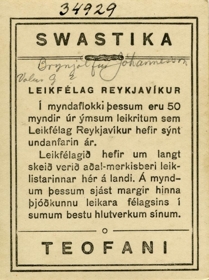 34929
SWASTIKA
Brynjólfur Jóhannesson
LEIKFÉLAG REYKJAVÍKUR
Í myndaflokki þessum eru 50
myndir úr ýmsum leikritum sem
Leikfélag Reykjavíkur hefir sýnt
undanfarin ár.
Leikfélagið hefir um langt
skeið verið aðal-merkisberi leik-
listarinnar hér á landi. Á mynd-
um þessum sjást margir hinna
þjóðkunnu leikara félagsins í
sumum bestu hlutverkum sínum.
TEOFANI